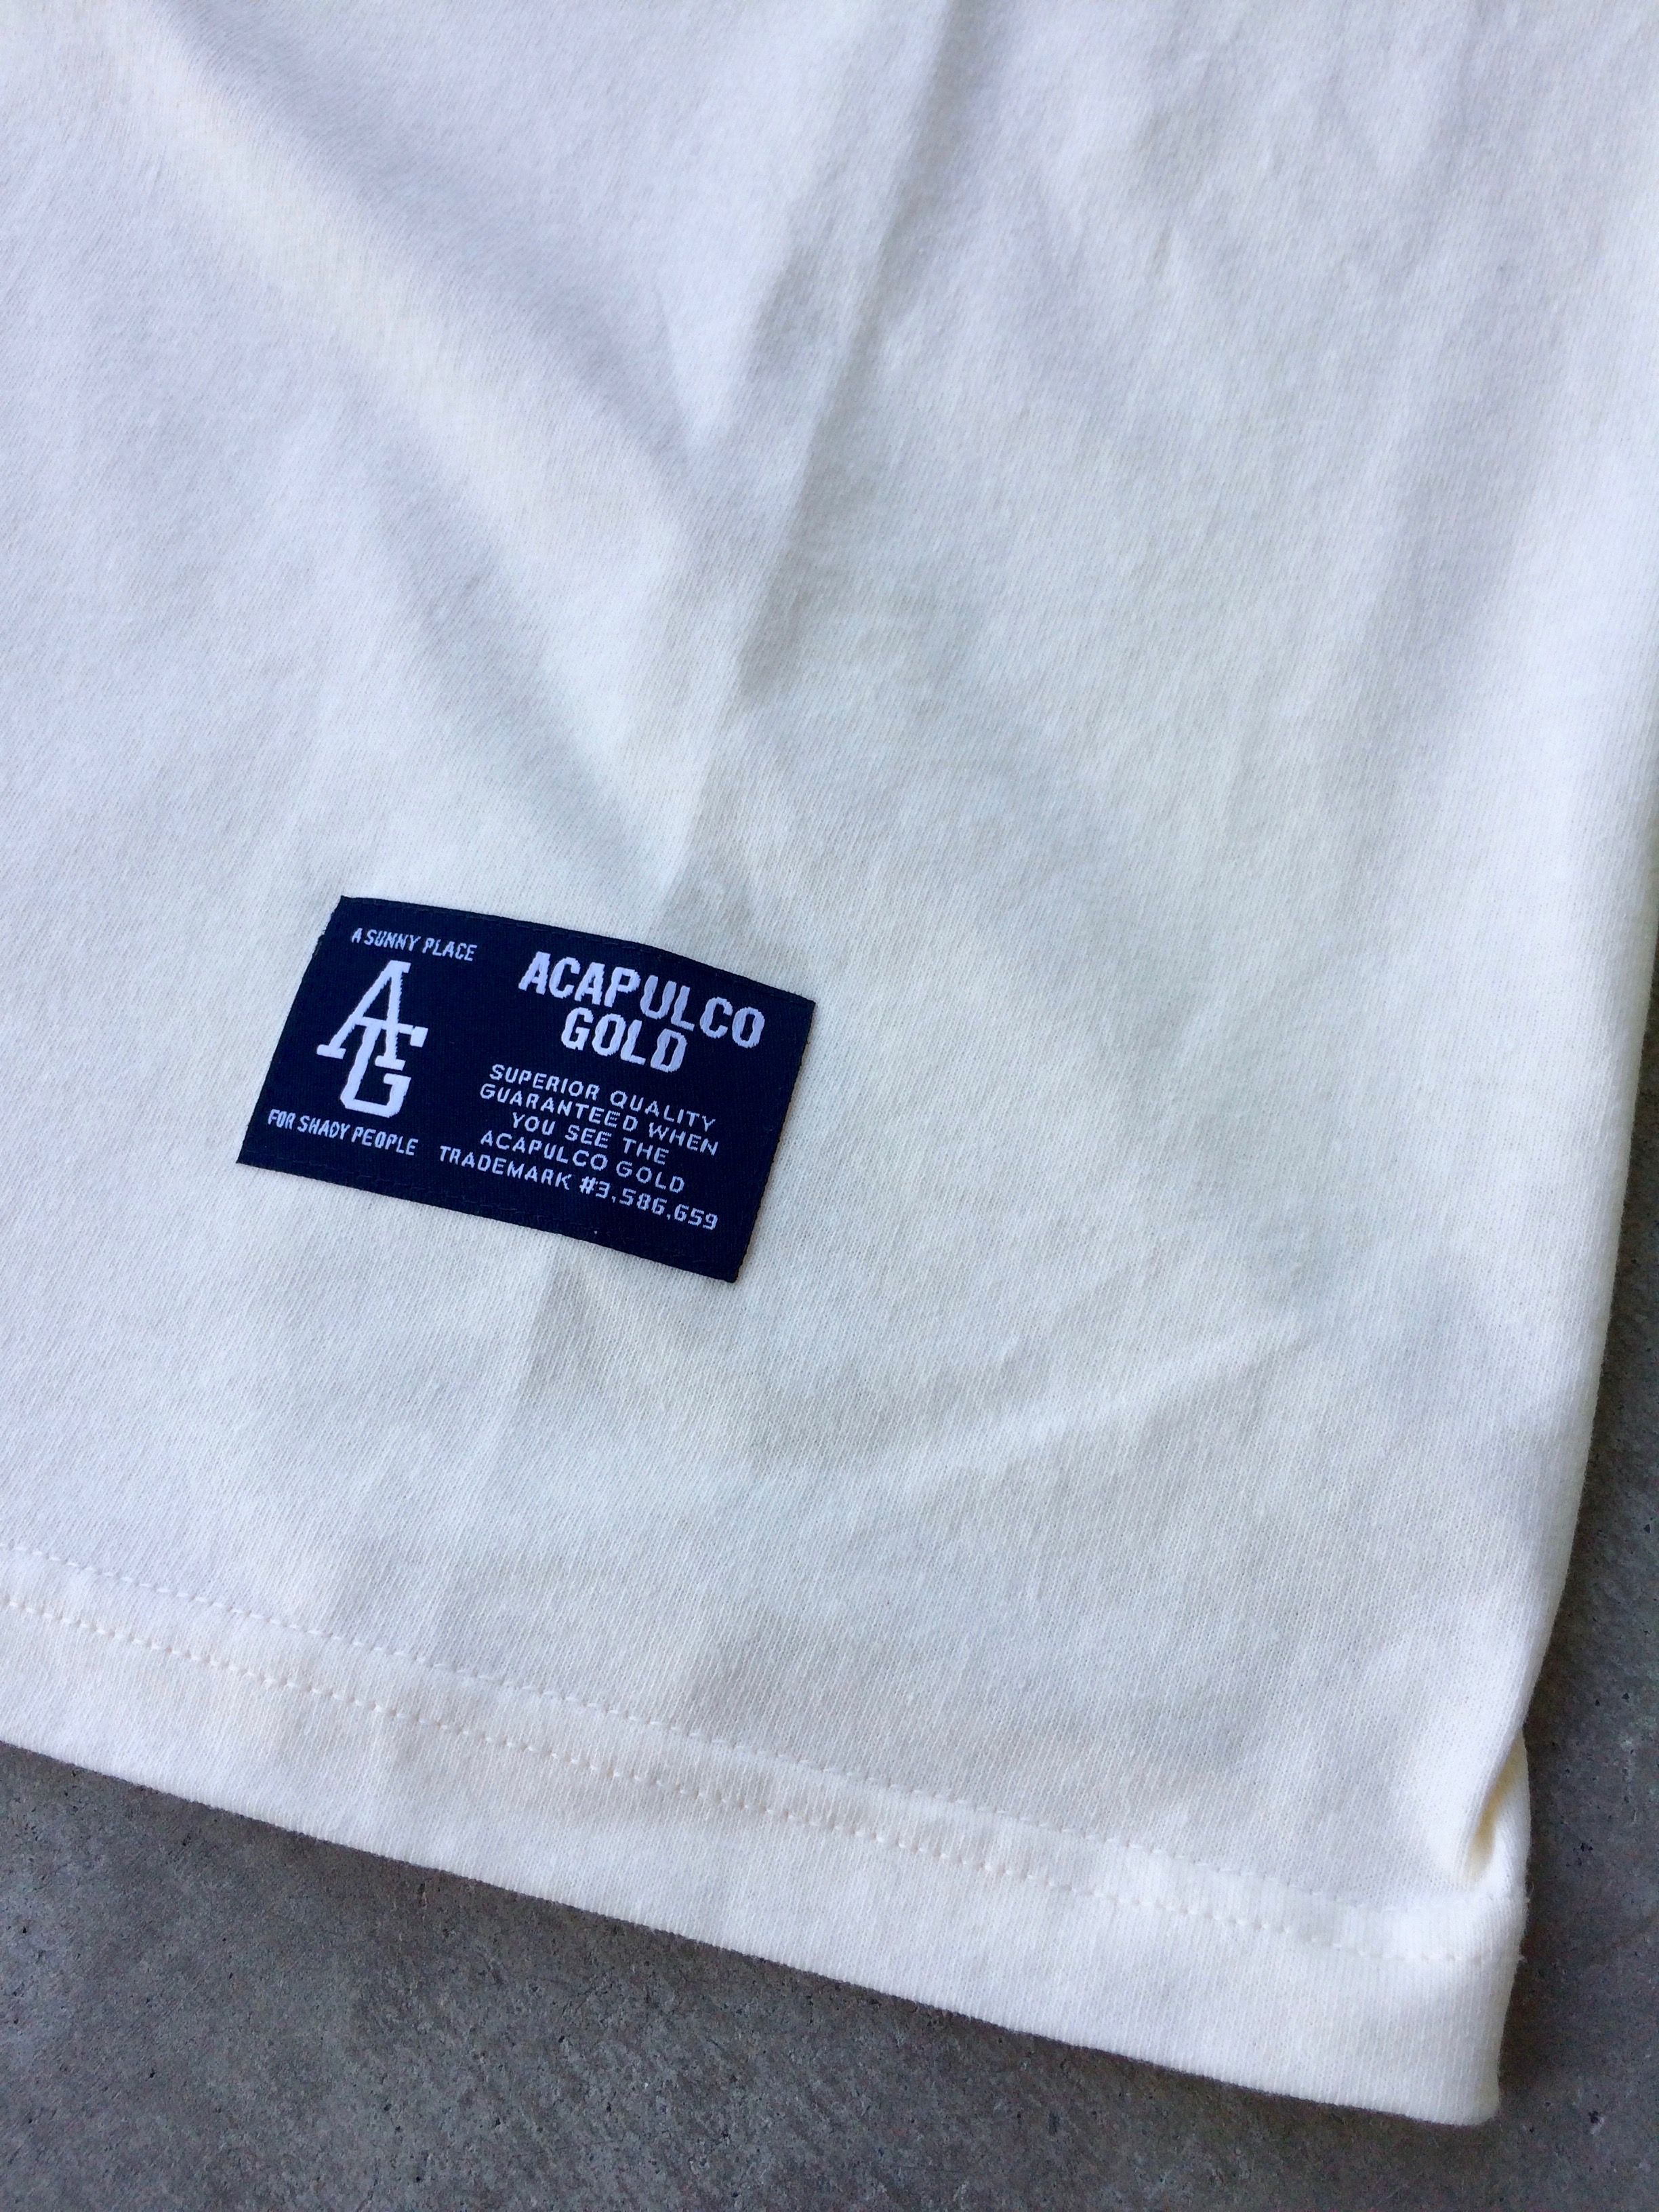 A SUNNY PLACE
AG
FOR SHADY PEOPLE
ACAPULCO
GOLD
SUPERIOR QUALITY
GUARANTEED WHEN
YOU SEE THE
ACAPULCO GOLD
TRADEMARK #3,586,659